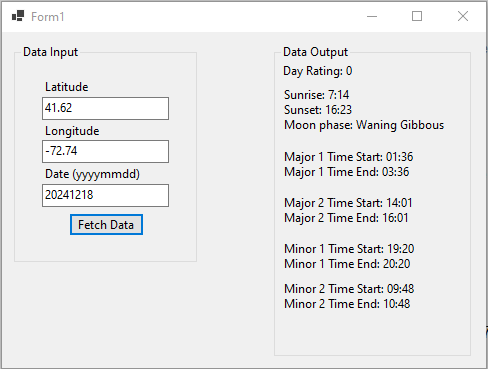 Form1
Data Input
Latitude
41.62
Longitude
-72.74
Date (yyyymmdd)
20241218
Fetch Data
Data Output
Day Rating: 0
Sunrise: 7:14
Sunset: 16:23
Moon phase: Waning Gibbous
Major 1 Time Start: 01:36
Major 1 Time End: 03:36
Major 2 Time Start: 14:01
Major 2 Time End: 16:01
Minor 1 Time Start: 19:20
Minor 1 Time End: 20:20
Minor 2 Time Start: 09:48
Minor 2 Time End: 10:48